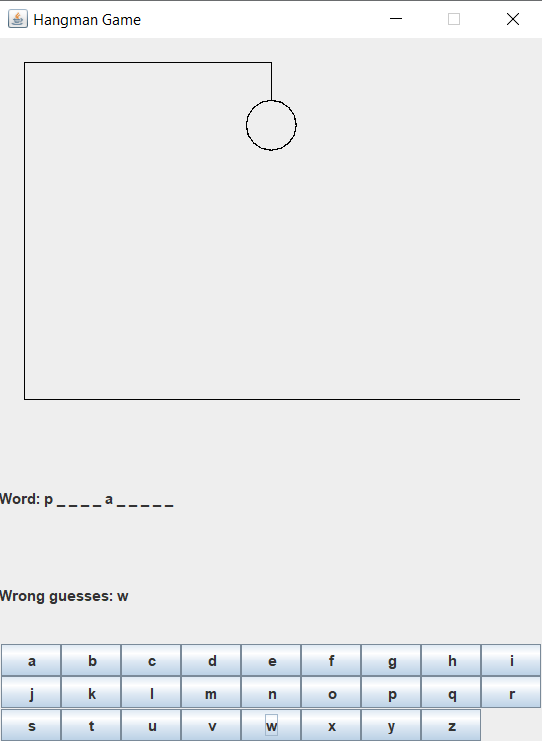 Hangman Game
Word: p _ _ _ _ a _ _ _ _ _
Wrong guesses: w
a b c d e f g h i
j k l m n o p q r
s t u v w x y z